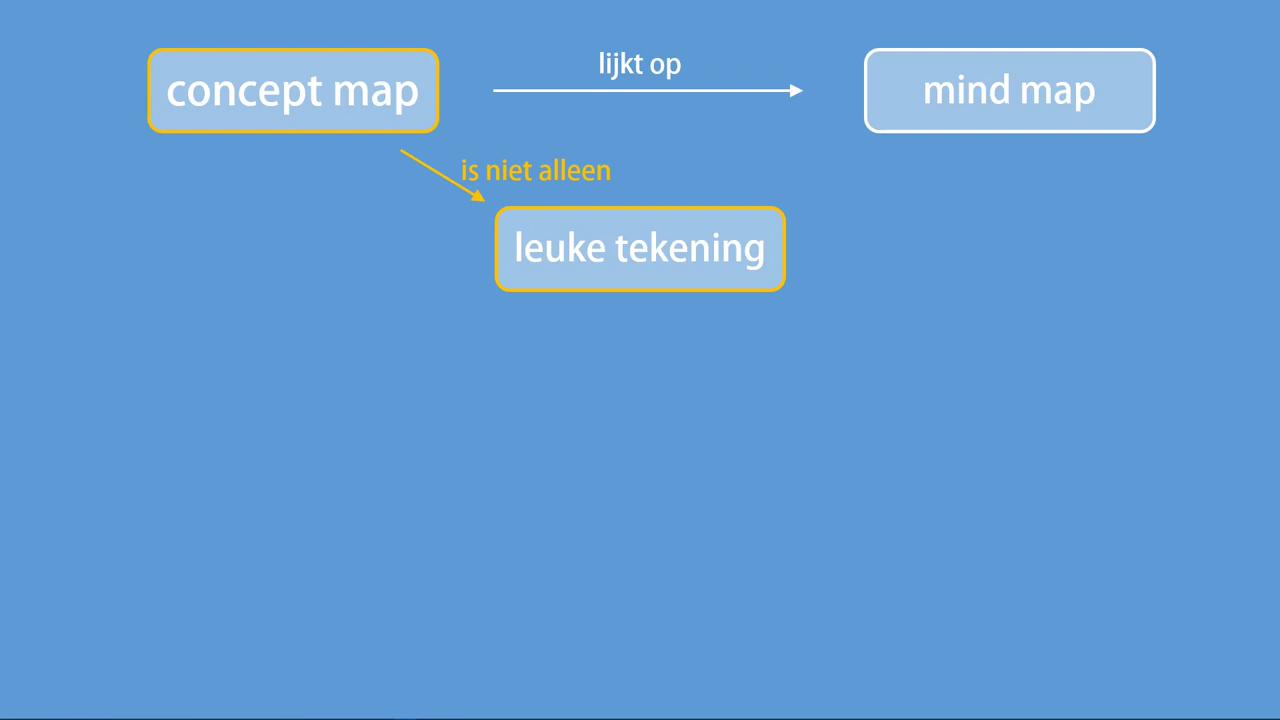 concept map
lijkt op
mind map
is niet alleen
leuke tekening